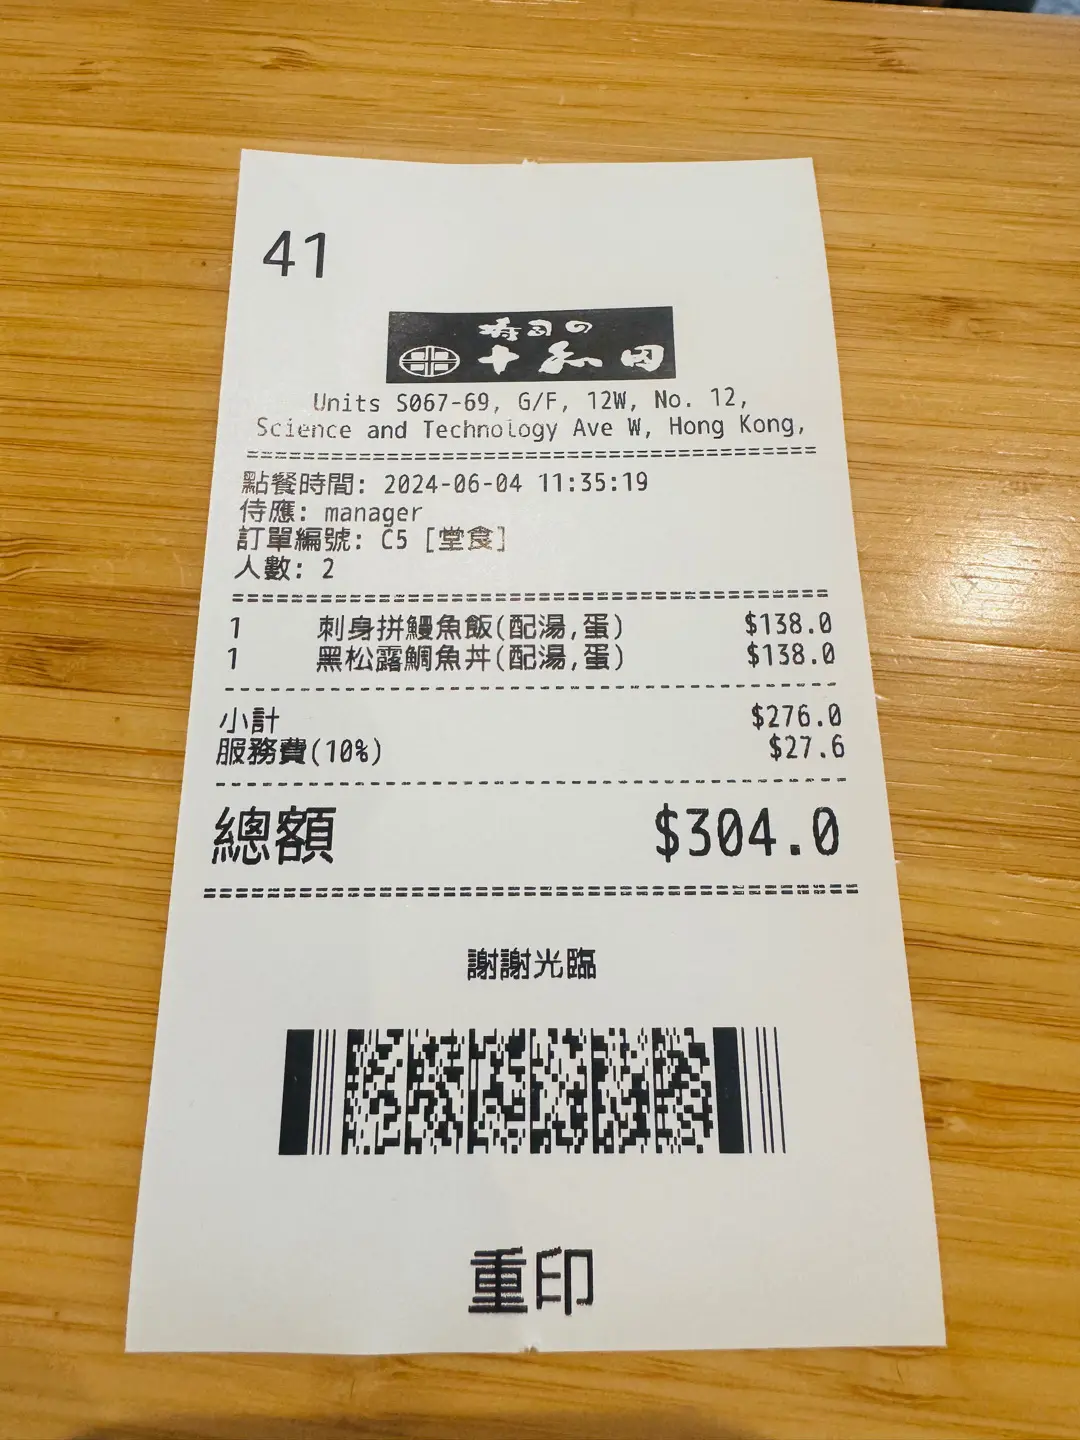 41
寿司の
十和田
Units S067-69, G/F, 12W, No. 12,
Science and Technology Ave W, Hong Kong,
點餐時間: 2024-06-04 11:35:19
侍應: manager
訂單編號: C5 [堂食]
人數: 2
1 刺身拼鰻魚飯(配湯,蛋) $138.0
1 黑松露鯛魚丼(配湯,蛋) $138.0
小計 $276.0
服務費(10%) $27.6
總額 $304.0
謝謝光臨
重印